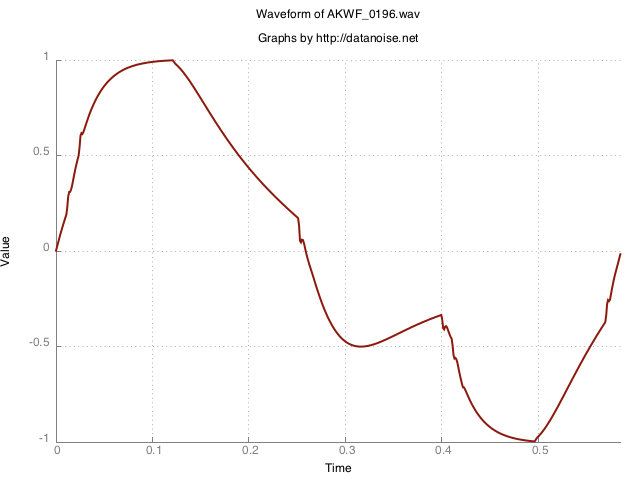 Waveform of AKWF_0196.wav
Graphs by http://datanoise.net
1
0.5
0
-0.5
-1
Value
0 0.1 0.2 0.3 0.4 0.5
Time